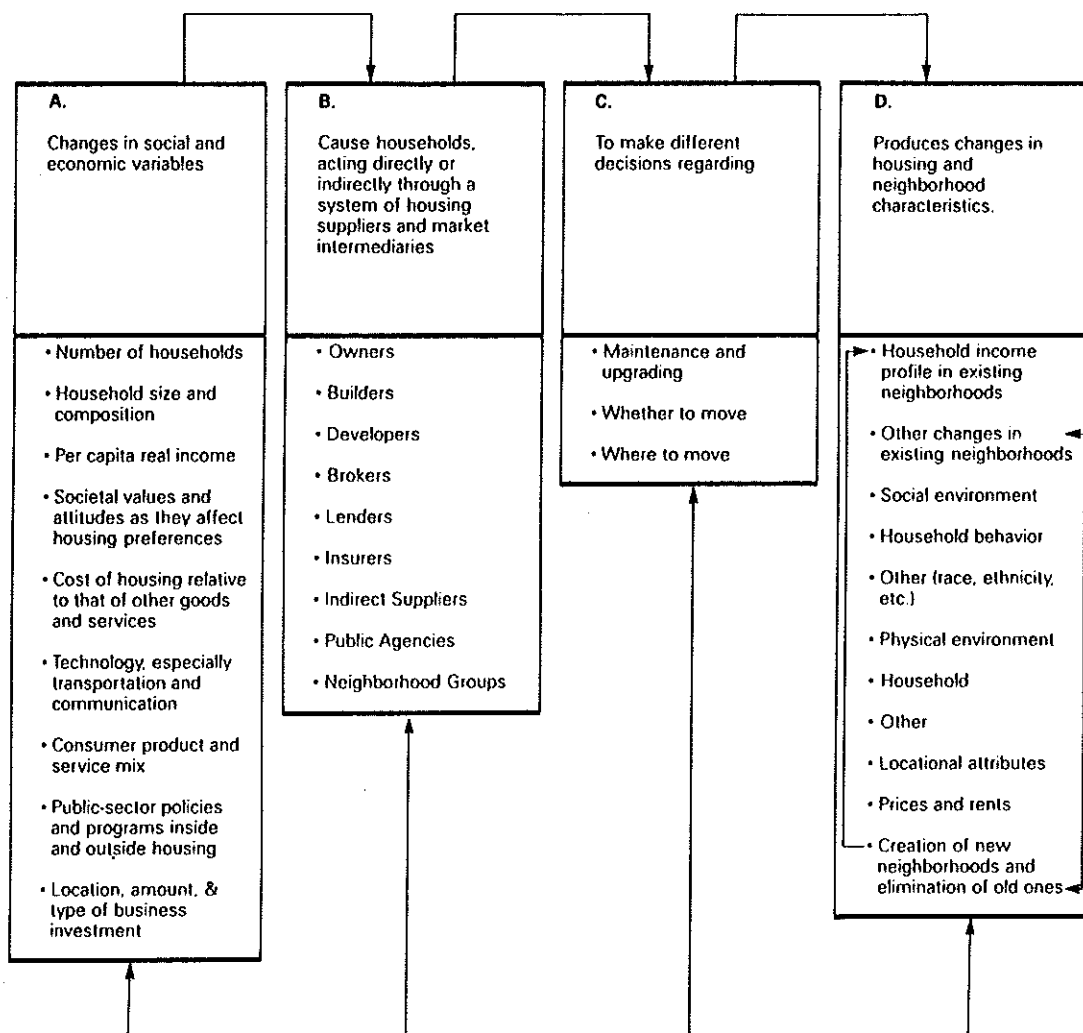 A.
Changes in social and
economic variables
• Number of households
• Household size and
composition
• Per capita real income
• Societal values and
attitudes as they affect
housing preferences
• Cost of housing relative
to that of other goods
and services
• Technology, especially
transportation and
communication
• Consumer product and
service mix
• Public-sector policies
and programs inside
and outside housing
• Location, amount, &
type of business
investment
B.
Cause households,
acting directly or
indirectly through a
system of housing
suppliers and market
intermediaries
• Owners
• Builders
• Developers
• Brokers
• Lenders
• Insurers
• Indirect Suppliers
• Public Agencies
• Neighborhood Groups
C.
To make different
decisions regarding
• Maintenance and
upgrading
• Whether to move
• Where to move
D.
Produces changes in
housing and
neighborhood
characteristics.
• Household income
profile in existing
neighborhoods
• Other changes in
existing neighborhoods
• Social environment
• Household behavior
• Other (race, ethnicity,
etc.)
• Physical environment
• Household
• Other
• Locational attributes
• Prices and rents
• Creation of new
neighborhoods and
elimination of old ones